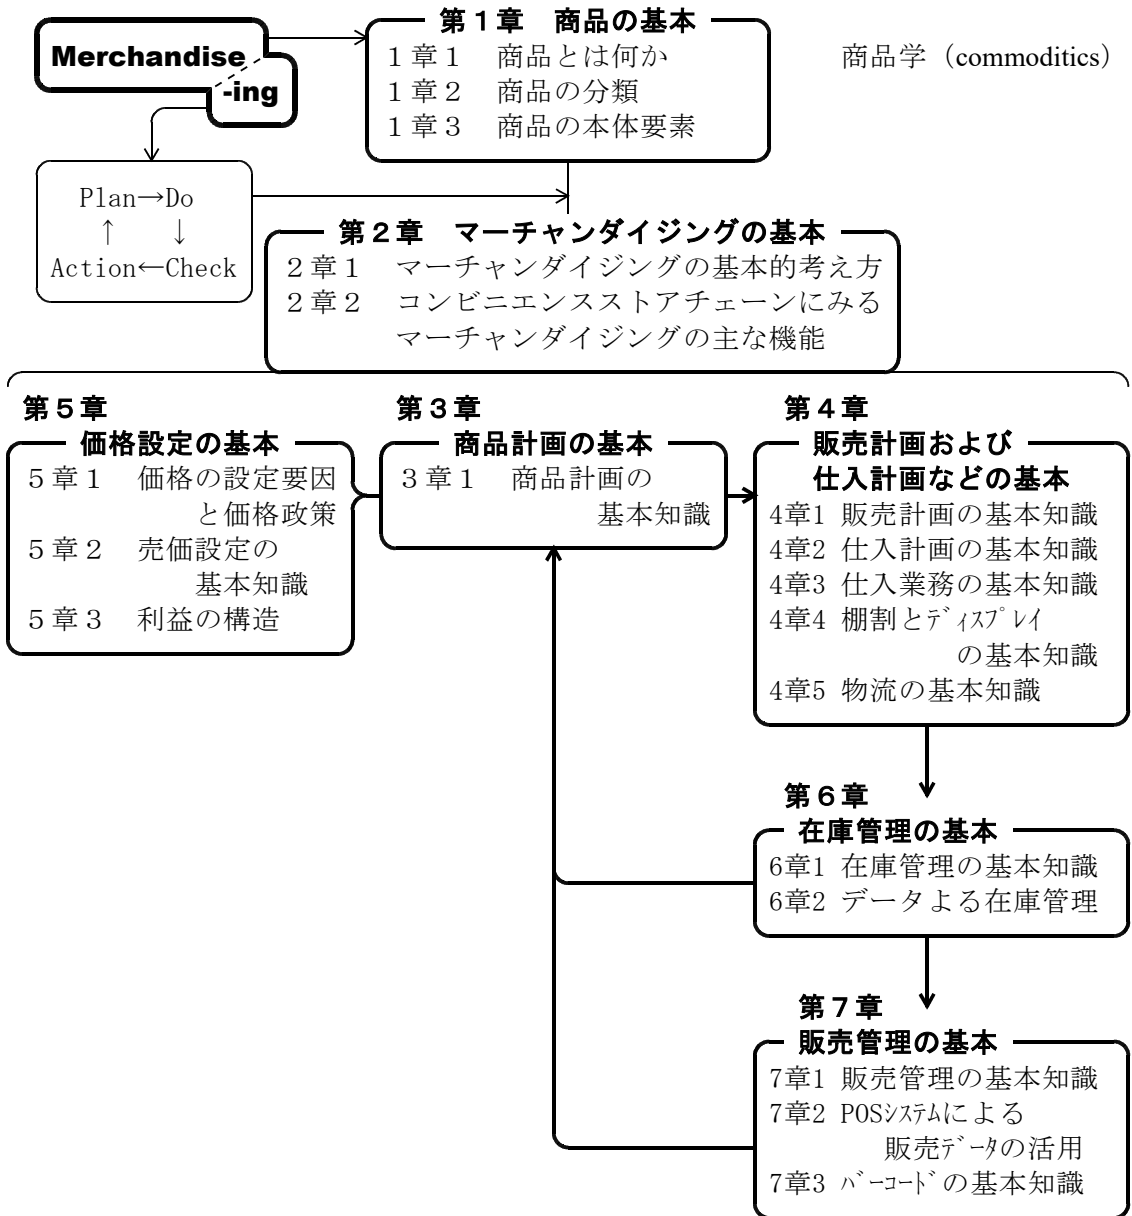 Merchandise
-ing
第１章　商品の基本
１章１　商品とは何か
１章２　商品の分類
１章３　商品の本体要素
商品学（commoditics）
Plan→Do
↑　↓
Action←Check
第２章　マーチャンダイジングの基本
２章１　マーチャンダイジングの基本的考え方
２章２　コンビニエンスストアチェーンにみる
マーチャンダイジングの主な機能
第５章
価格設定の基本
５章１　価格の設定要因
と価格政策
５章２　売価設定の
基本知識
５章３　利益の構造
第３章
商品計画の基本
３章１　商品計画の
基本知識
第４章
販売計画および
仕入計画などの基本
4章1 販売計画の基本知識
4章2 仕入計画の基本知識
4章3 仕入業務の基本知識
4章4 棚割とﾃﾞｨｽﾌﾟﾚｲ
の基本知識
4章5 物流の基本知識
第６章
在庫管理の基本
6章1 在庫管理の基本知識
6章2 データよる在庫管理
第７章
販売管理の基本
7章1 販売管理の基本知識
7章2 POSｼｽﾃﾑによる
販売ﾃﾞｰﾀの活用
7章3 ﾊﾞｰｺｰﾄﾞの基本知識